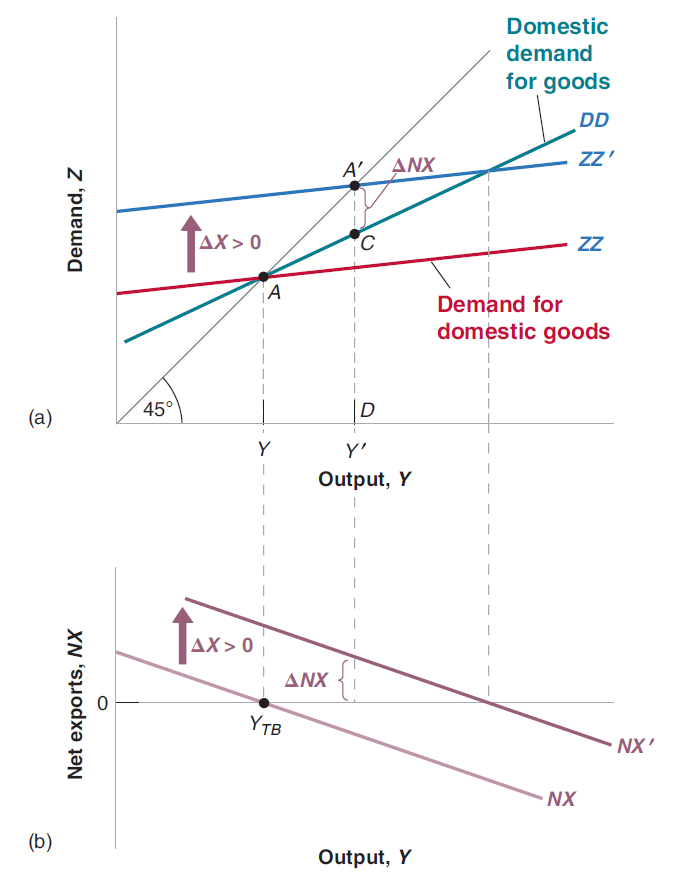 Domestic
demand
for goods
DD
ZZ′
A′
ΔNX
Demand, Z
ΔX > 0
C
ZZ
A
Demand for
domestic goods
45°
D
(a)
Y
Y′
Output, Y
ΔX > 0
ΔNX
Net exports, NX
0
Y_TB
NX′
NX
(b)
Output, Y